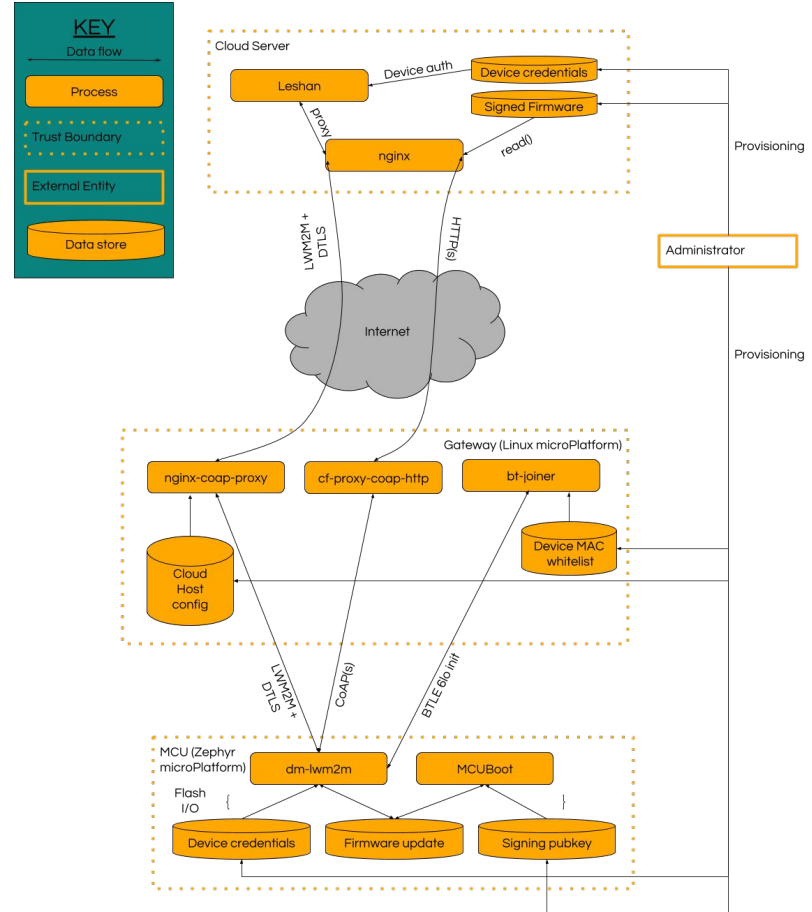 KEY
Data flow
Process
Trust Boundary
External Entity
Data store
Cloud Server
Leshan
Device auth
Device credentials
Signed Firmware
proxy
nginx
read()
Provisioning
LWM2M +
DTLS
HTTP(s)
Administrator
Internet
Provisioning
Gateway (Linux microPlatform)
nginx-coap-proxy
cf-proxy-coap-http
bt-joiner
Device MAC
whitelist
Cloud
Host
config
LWM2M +
DTLS
CoAP(s)
BTLE 6lo init
MCU (Zephyr
microPlatform)
dm-lwm2m
MCUBoot
Flash
I/O
{
}
Device credentials
Firmware update
Signing pubkey